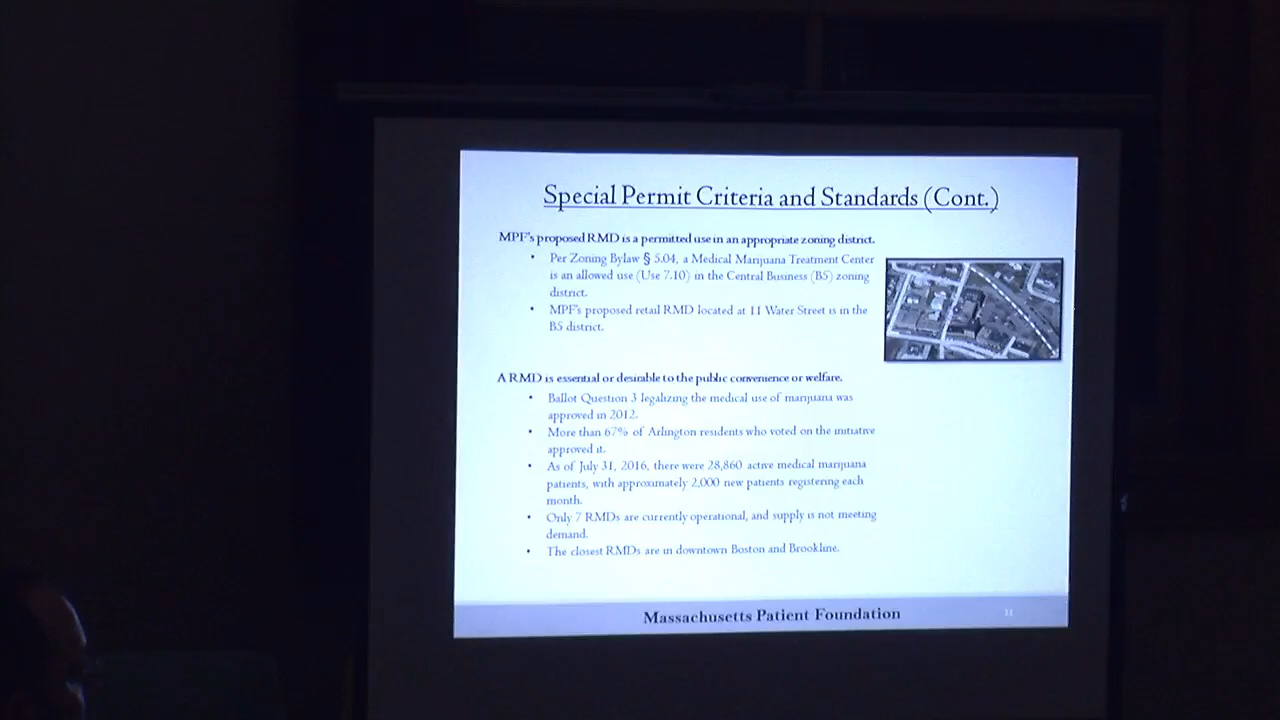 Special Permit Criteria and Standards (Cont.)
MPF's proposed RMD is a permitted use in an appropriate zoning district.
• Per Zoning Bylaw § 5.04, a Medical Marijuana Treatment Center
is an allowed use (Use 7.10) in the Central Business (B5) zoning
district.
• MPF's proposed retail RMD located at 11 Water Street is in the
B5 district.
A RMD is essential or desirable to the public convenience or welfare.
• Ballot Question 3 legalizing the medical use of marijuana was
approved in 2012.
• More than 67% of Arlington residents who voted on the initiative
approved it.
• As of July 31, 2016, there were 28,860 active medical marijuana
patients, with approximately 2,000 new patients registering each
month.
• Only 7 RMDs are currently operational, and supply is not meeting
demand.
• The closest RMDs are in downtown Boston and Brookline.
Massachusetts Patient Foundation
11